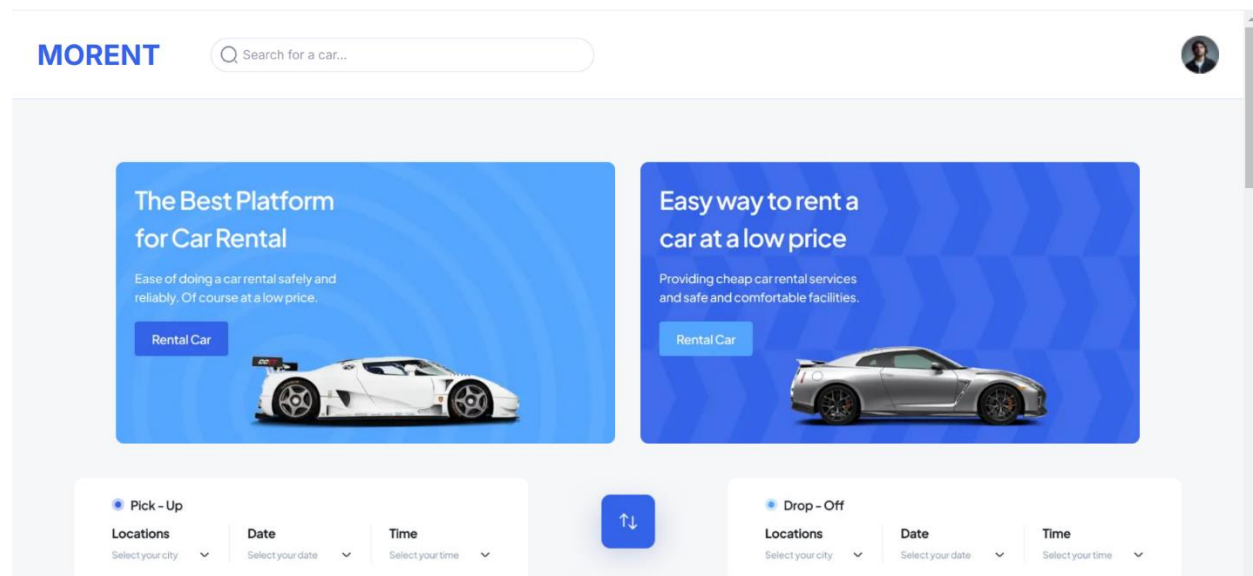 MORENT
Search for a car...
The Best Platform
for Car Rental
Ease of doing a car rental safely and
reliably. Of course at a low price.
Rental Car
Easy way to rent a
car at a low price
Providing cheap car rental services
and safe and comfortable facilities.
Rental Car
Pick - Up
Locations
Date
Time
Select your city
Select your date
Select your time
Drop - Off
Locations
Date
Time
Select your city
Select your date
Select your time